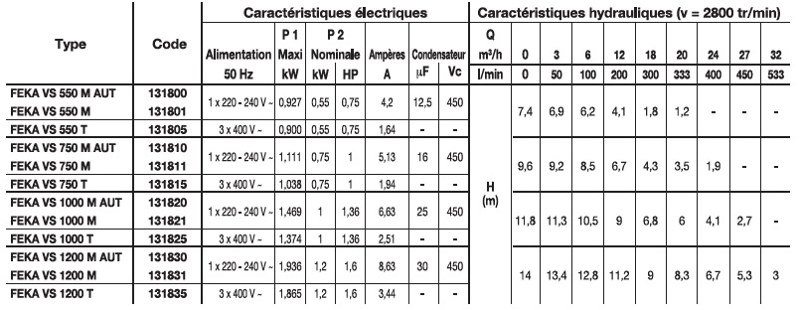 Caractéristiques électriques Caractéristiques hydrauliques (v = 2800 tr/min)
Type Code Alimentation 50 Hz P 1 Maxi kW P 2 Nominale kW HP Ampères A Condensateur µF Vc
Q m³/h 0 3 6 12 18 20 24 27 32
l/min 0 50 100 200 300 333 400 450 533
FEKA VS 550 M AUT 131800
FEKA VS 550 M 131801
1 x 220 - 240 V ~ 0,927 0,55 0,75 4,2 12,5 450
FEKA VS 550 T 131805 3 x 400 V ~ 0,900 0,55 0,75 1,64 - -
7,4 6,9 6,2 4,1 1,8 1,2 - - -
FEKA VS 750 M AUT 131810
FEKA VS 750 M 131811
1 x 220 - 240 V ~ 1,111 0,75 1 5,13 16 450
FEKA VS 750 T 131815 3 x 400 V ~ 1,038 0,75 1 1,94 - -
9,6 9,2 8,5 6,7 4,3 3,5 1,9 - -
H
(m)
FEKA VS 1000 M AUT 131820
FEKA VS 1000 M 131821
1 x 220 - 240 V ~ 1,469 1 1,36 6,63 25 450
FEKA VS 1000 T 131825 3 x 400 V ~ 1,374 1 1,36 2,51 - -
11,8 11,3 10,5 9 6,8 6 4,1 2,7 -
FEKA VS 1200 M AUT 131830
FEKA VS 1200 M 131831
1 x 220 - 240 V ~ 1,936 1,2 1,6 8,63 30 450
FEKA VS 1200 T 131835 3 x 400 V ~ 1,865 1,2 1,6 3,44 - -
14 13,4 12,8 11,2 9 8,3 6,7 5,3 3